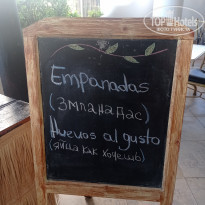 TOP HOTELS
Empanadas
(Эмпанадас)
Huevos al gusto
(яйца как хочешь)